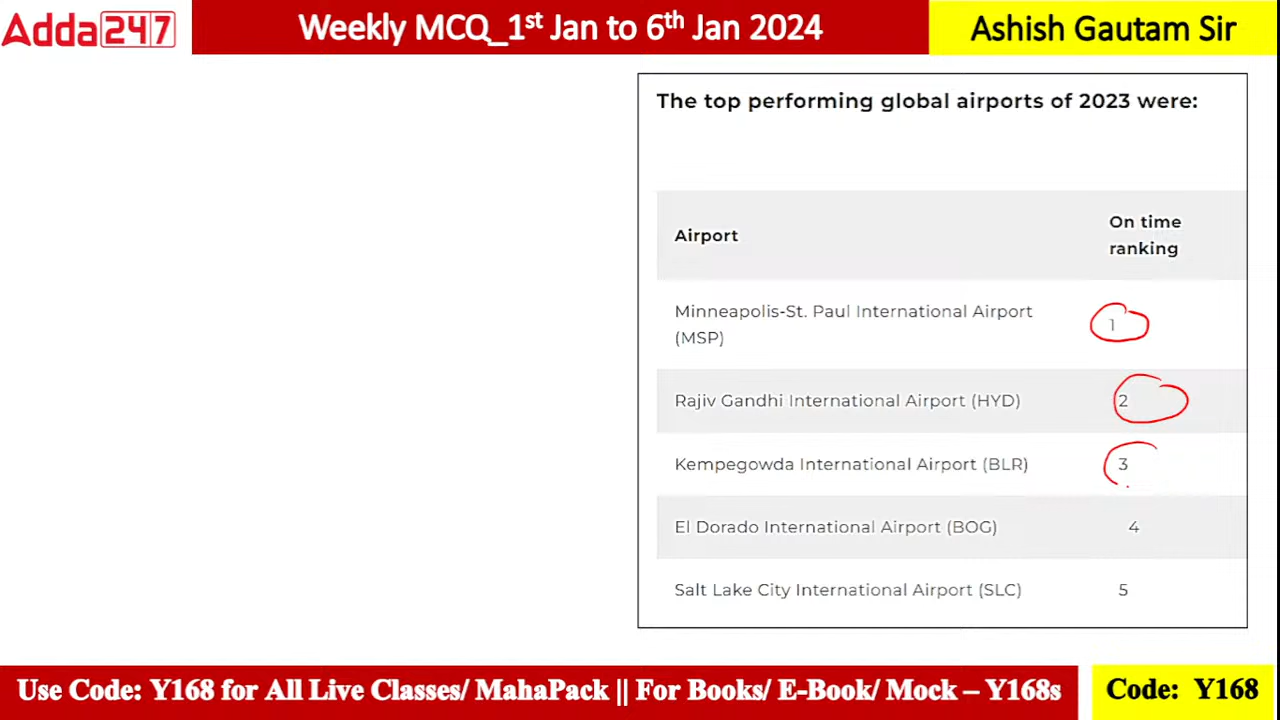 Adda247
Weekly MCQ_1st Jan to 6th Jan 2024
Ashish Gautam Sir
The top performing global airports of 2023 were:
Airport
On time
ranking
Minneapolis-St. Paul International Airport
(MSP)
1
Rajiv Gandhi International Airport (HYD)
2
Kempegowda International Airport (BLR)
3
El Dorado International Airport (BOG)
4
Salt Lake City International Airport (SLC)
5
Use Code: Y168 for All Live Classes/ MahaPack || For Books/ E-Book/ Mock – Y168s
Code: Y168